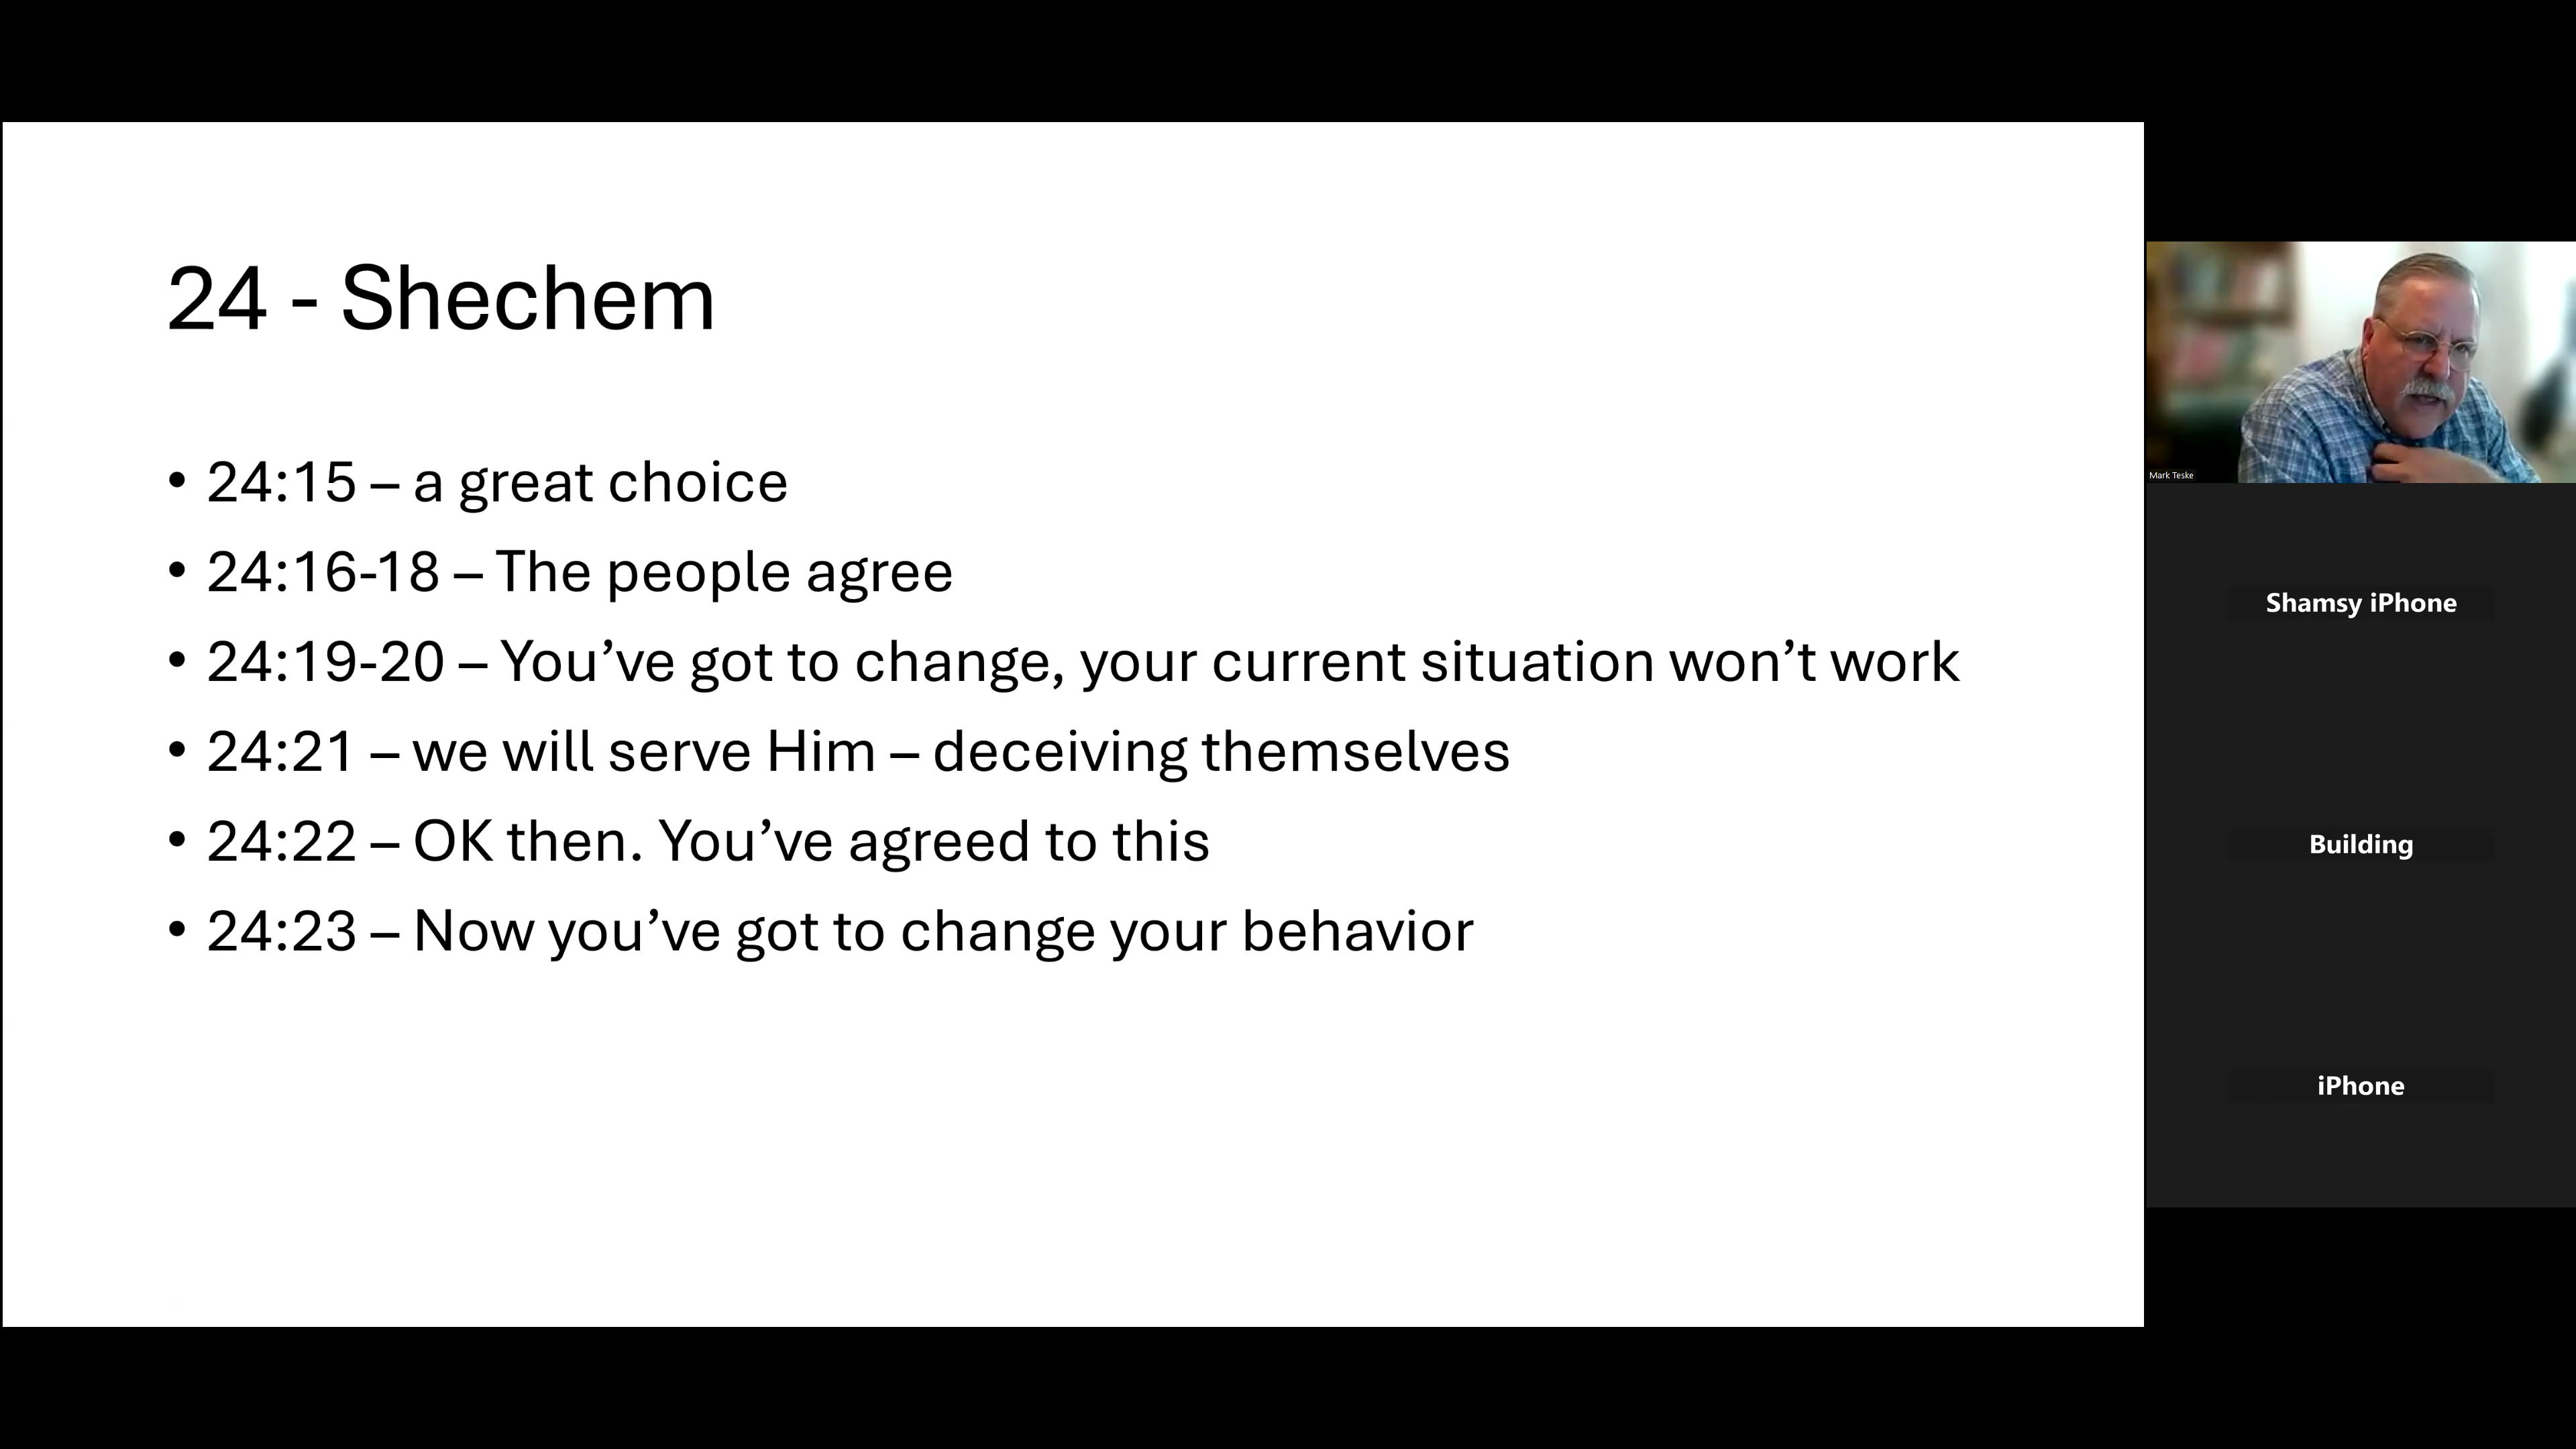 24 - Shechem
• 24:15 – a great choice
• 24:16-18 – The people agree
• 24:19-20 – You’ve got to change, your current situation won’t work
• 24:21 – we will serve Him – deceiving themselves
• 24:22 – OK then. You’ve agreed to this
• 24:23 – Now you’ve got to change your behavior
Mark Teske
Shamsy iPhone
Building
iPhone